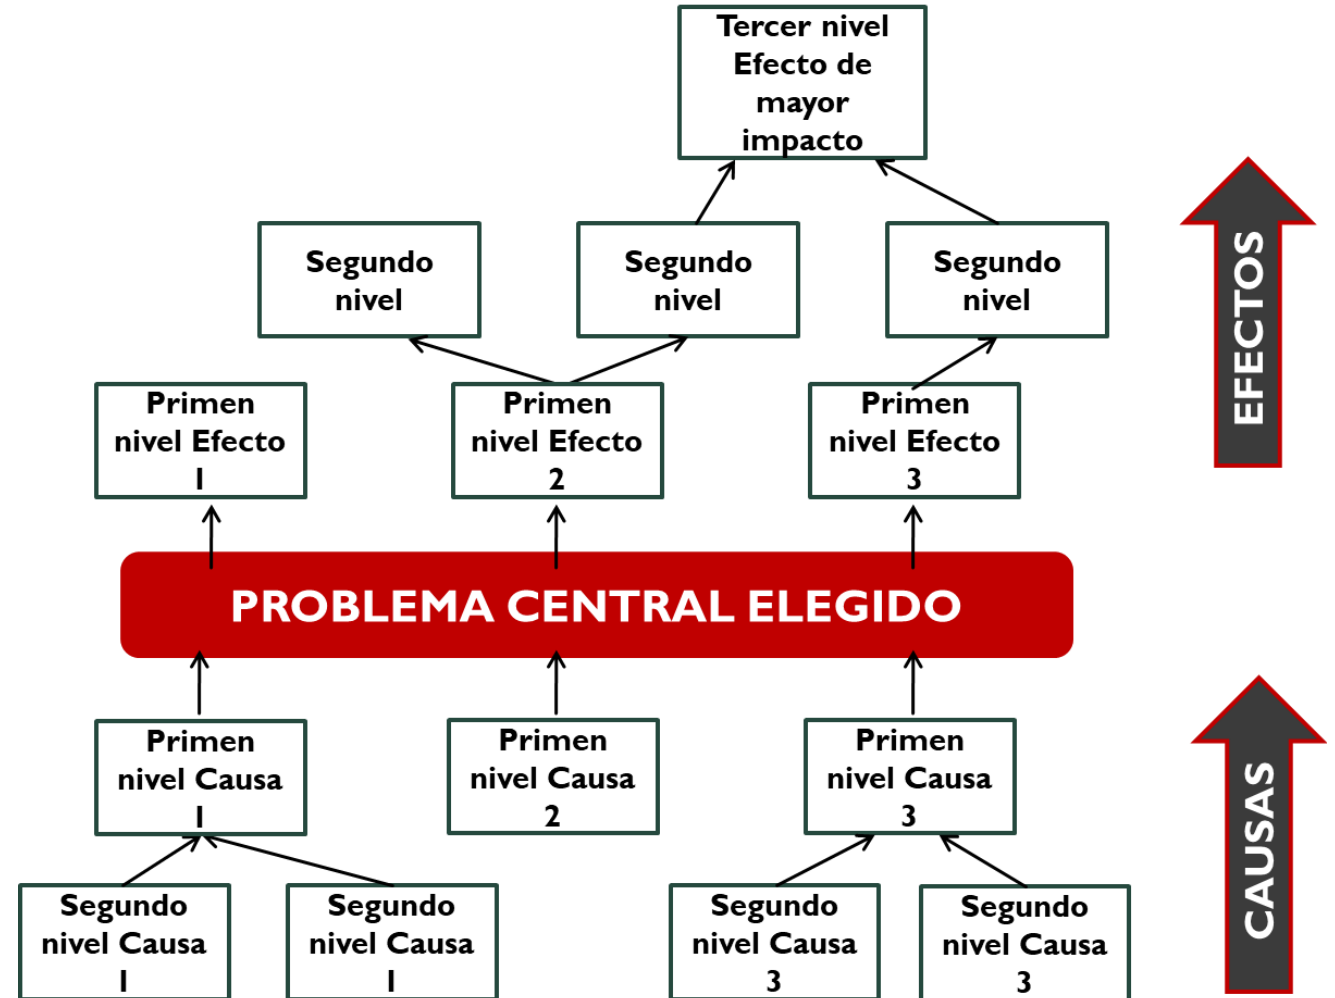 Tercer nivel
Efecto de
mayor
impacto
Segundo
nivel
Segundo
nivel
Segundo
nivel
EFECTOS
Primen
nivel Efecto
1
Primen
nivel Efecto
2
Primen
nivel Efecto
3
PROBLEMA CENTRAL ELEGIDO
Primen
nivel Causa
1
Primen
nivel Causa
2
Primen
nivel Causa
3
CAUSAS
Segundo
nivel Causa
1
Segundo
nivel Causa
1
Segundo
nivel Causa
3
Segundo
nivel Causa
3